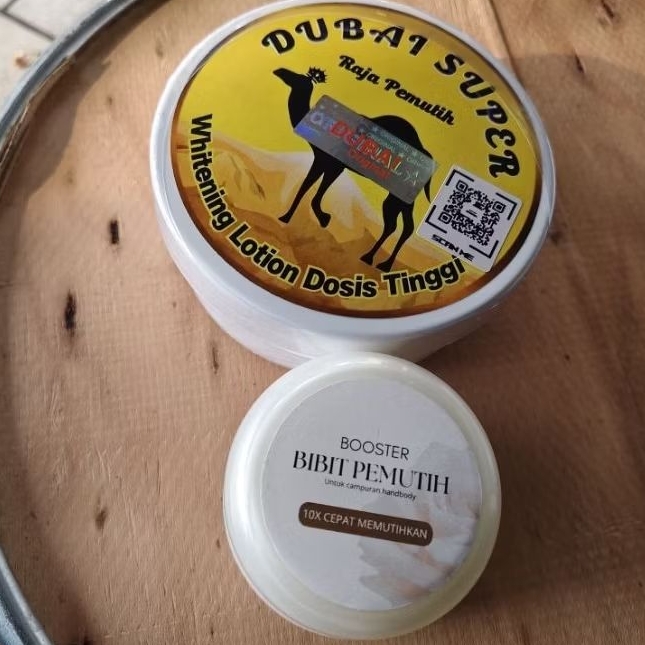 DUBAI SUPER
Raja Pemutih
DUBAI
Original
SCAN ME
Whitening Lotion Dosis Tinggi
BOOSTER
BIBIT PEMUTIH
Untuk campuran handbody
10X CEPAT MEMUTIHKAN